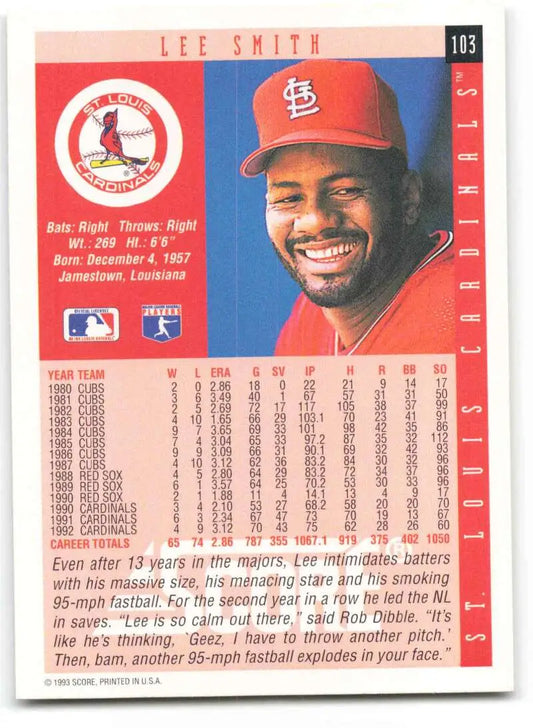 LEE SMITH
103
ST. LOUIS CARDINALS™
ST. LOUIS
CARDINALS
Bats: Right Throws: Right
Wt.: 269 Ht.: 6'6"
Born: December 4, 1957
Jamestown, Louisiana
MAJOR LEAGUE BASEBALL
PLAYERS
YEAR TEAM W L ERA G SV IP H R BB SO
1980 CUBS 2 0 2.86 18 0 22 21 9 14 17
1981 CUBS 3 6 3.49 40 1 67 57 31 31 50
1982 CUBS 2 5 2.69 72 17 117 105 38 37 99
1983 CUBS 4 10 1.65 66 29 103.1 70 23 41 91
1984 CUBS 9 7 3.65 69 33 101 98 42 35 86
1985 CUBS 7 4 3.04 65 33 97.2 87 35 32 112
1986 CUBS 9 9 3.09 66 31 90.1 69 32 42 93
1987 CUBS 4 10 3.12 62 36 83.2 84 30 32 96
1988 RED SOX 4 5 2.80 64 29 83.2 72 34 37 96
1989 RED SOX 6 1 3.57 64 25 70.2 53 30 33 96
1990 RED SOX 2 1 1.88 11 4 14.1 13 4 9 17
1990 CARDINALS 3 4 2.10 53 27 68.2 58 20 20 70
1991 CARDINALS 6 3 2.34 67 47 73 70 19 13 67
1992 CARDINALS 4 9 3.12 70 43 75 62 28 26 60
CAREER TOTALS 65 74 2.86 787 355 1067.1 919 375 402 1050
SCORE®
Even after 13 years in the majors, Lee intimidates batters
with his massive size, his menacing stare and his smoking
95-mph fastball. For the second year in a row he led the NL
in saves. "Lee is so calm out there," said Rob Dibble. "It's
like he's thinking, 'Geez, I have to throw another pitch.'
Then, bam, another 95-mph fastball explodes in your face."
© 1993 SCORE, PRINTED IN U.S.A.